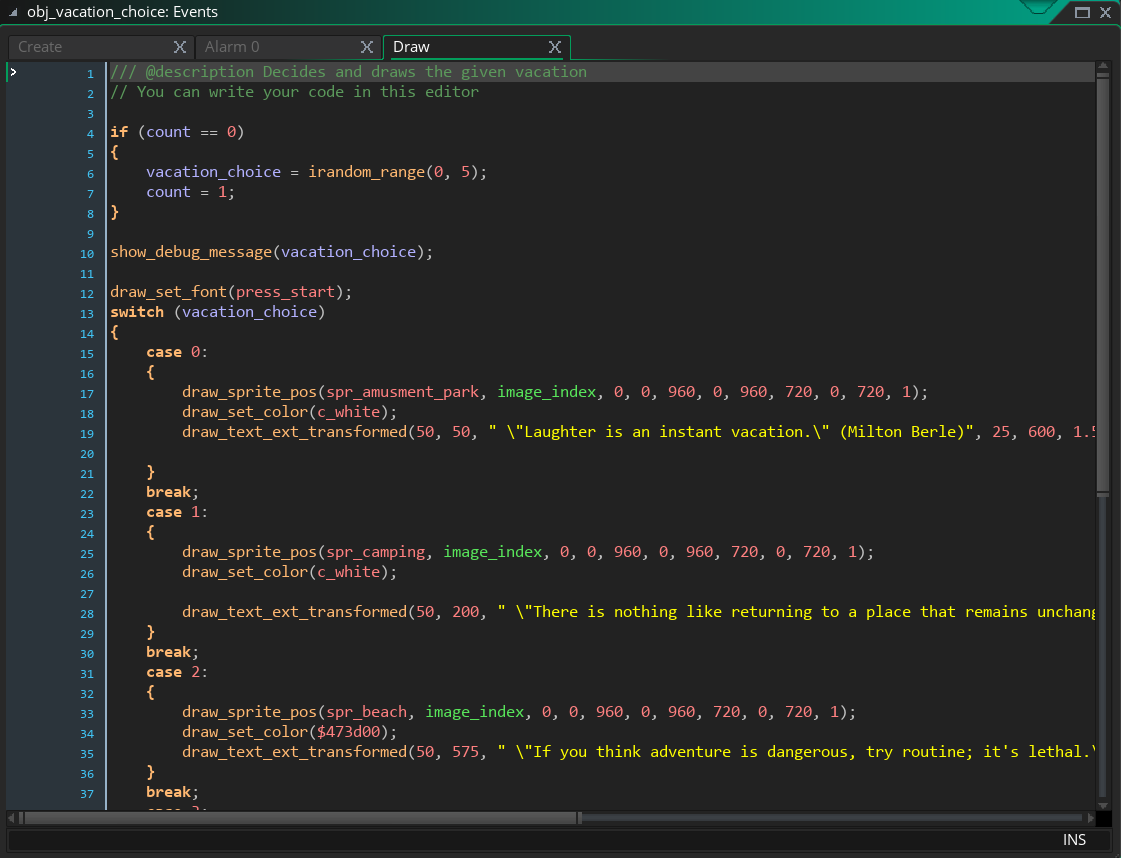 obj_vacation_choice: Events
Create
Alarm 0
Draw
1 /// @description Decides and draws the given vacation
2 // You can write your code in this editor
3
4 if (count == 0)
5 {
6 vacation_choice = irandom_range(0, 5);
7 count = 1;
8 }
9
10 show_debug_message(vacation_choice);
11
12 draw_set_font(press_start);
13 switch (vacation_choice)
14 {
15 case 0:
16 {
17 draw_sprite_pos(spr_amusment_park, image_index, 0, 0, 960, 0, 960, 720, 0, 720, 1);
18 draw_set_color(c_white);
19 draw_text_ext_transformed(50, 50, " \"Laughter is an instant vacation.\" (Milton Berle)", 25, 600, 1.5
20
21 }
22 break;
23 case 1:
24 {
25 draw_sprite_pos(spr_camping, image_index, 0, 0, 960, 0, 960, 720, 0, 720, 1);
26 draw_set_color(c_white);
27
28 draw_text_ext_transformed(50, 200, " \"There is nothing like returning to a place that remains unchang
29 }
30 break;
31 case 2:
32 {
33 draw_sprite_pos(spr_beach, image_index, 0, 0, 960, 0, 960, 720, 0, 720, 1);
34 draw_set_color($473d00);
35 draw_text_ext_transformed(50, 575, " \"If you think adventure is dangerous, try routine; it's lethal.\
36 }
37 break;
INS